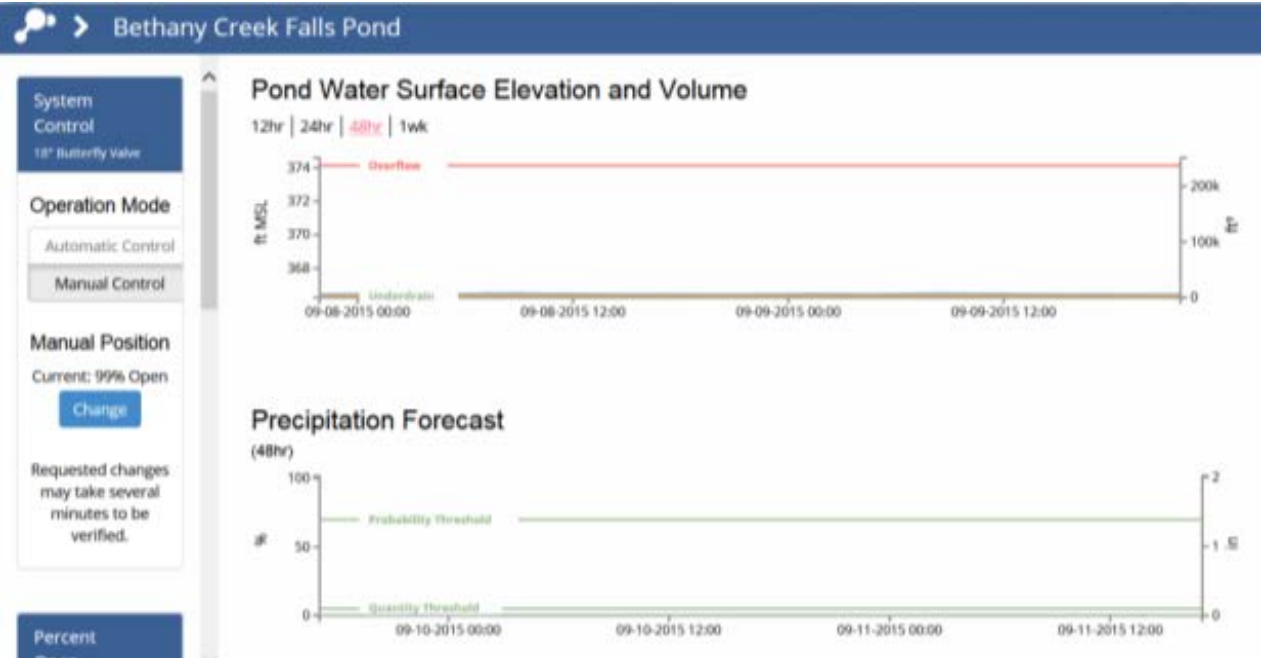 Bethany Creek Falls Pond
System
Control
18" Butterfly Valve
Operation Mode
Automatic Control
Manual Control
Manual Position
Current: 99% Open
Change
Requested changes
may take several
minutes to be
verified.
Percent
Pond Water Surface Elevation and Volume
12hr | 24hr | 48hr | 1wk
374
Overflow
372
370
368
ft MSL
Underdrain
200k
100k
0
ft³
09-08-2015 00:00
09-08-2015 12:00
09-09-2015 00:00
09-09-2015 12:00
Precipitation Forecast
(48hr)
100
50
0
%
Probability Threshold
Quantity Threshold
2
1
0
in
09-10-2015 00:00
09-10-2015 12:00
09-11-2015 00:00
09-11-2015 12:00